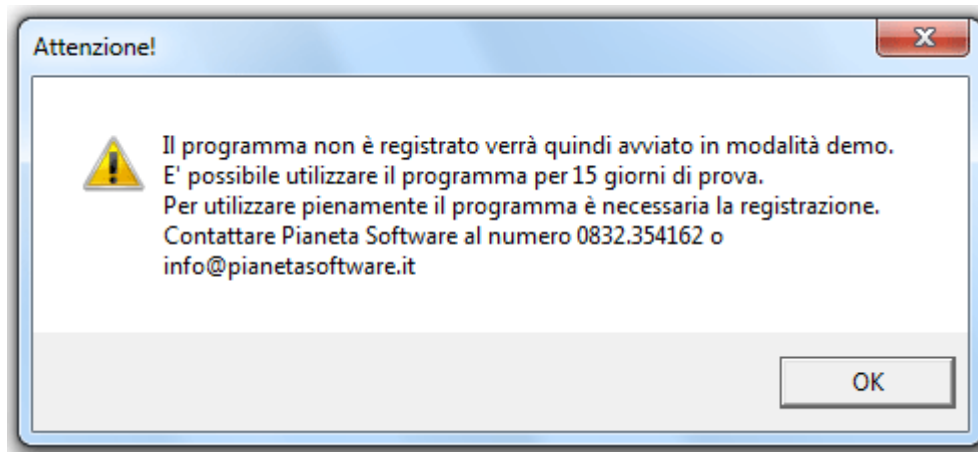 Attenzione!
Il programma non è registrato verrà quindi avviato in modalità demo.
E' possibile utilizzare il programma per 15 giorni di prova.
Per utilizzare pienamente il programma è necessaria la registrazione.
Contattare Pianeta Software al numero 0832.354162 o
info@pianetasoftware.it
OK